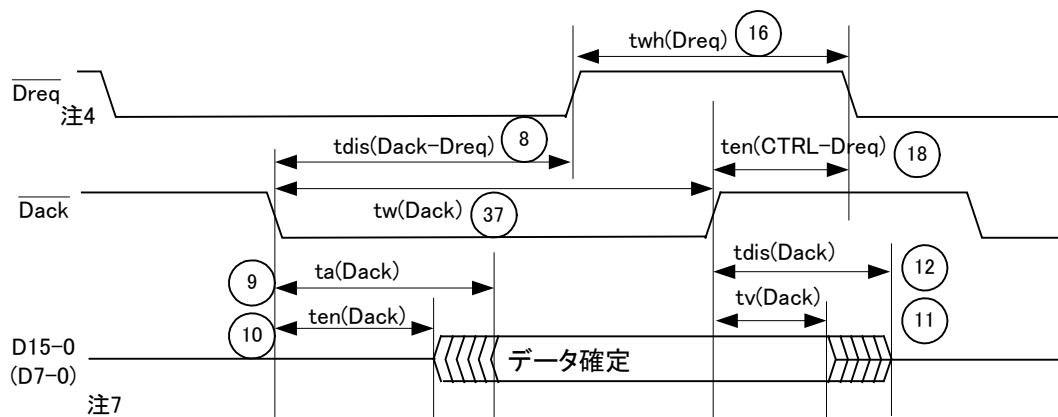 twh(Dreq) 16
Dreq
注4
tdis(Dack-Dreq) 8
ten(CTRL-Dreq) 18
Dack
tw(Dack) 37
tdis(Dack) 12
9 ta(Dack)
tv(Dack) 11
10 ten(Dack)
D15-0
(D7-0)
データ確定
注7